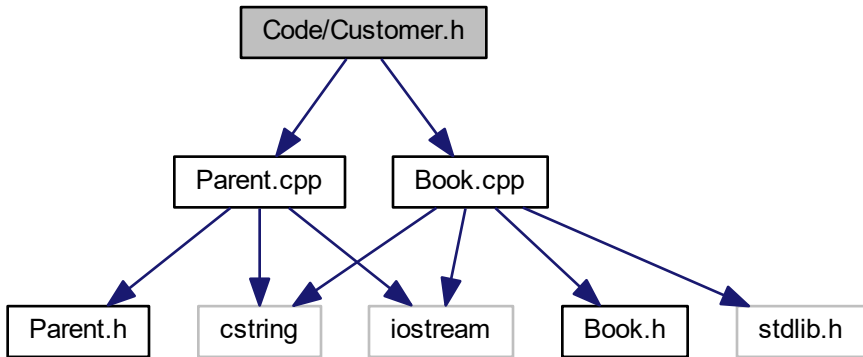 Code/Customer.h
Parent.cpp
Book.cpp
Parent.h
cstring
iostream
Book.h
stdlib.h